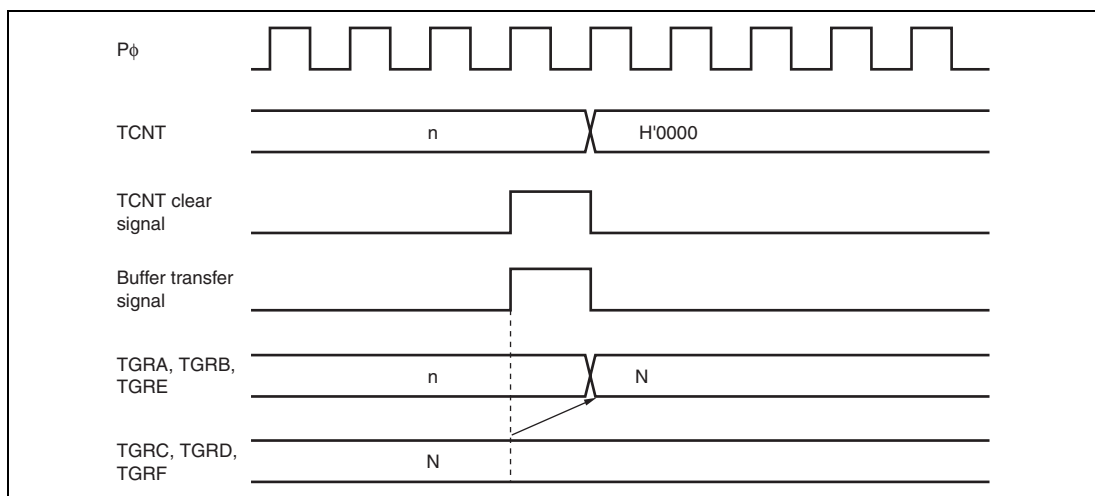 Pϕ
TCNT
n
H'0000
TCNT clear
signal
Buffer transfer
signal
TGRA, TGRB,
TGRE
n
N
TGRC, TGRD,
TGRF
N